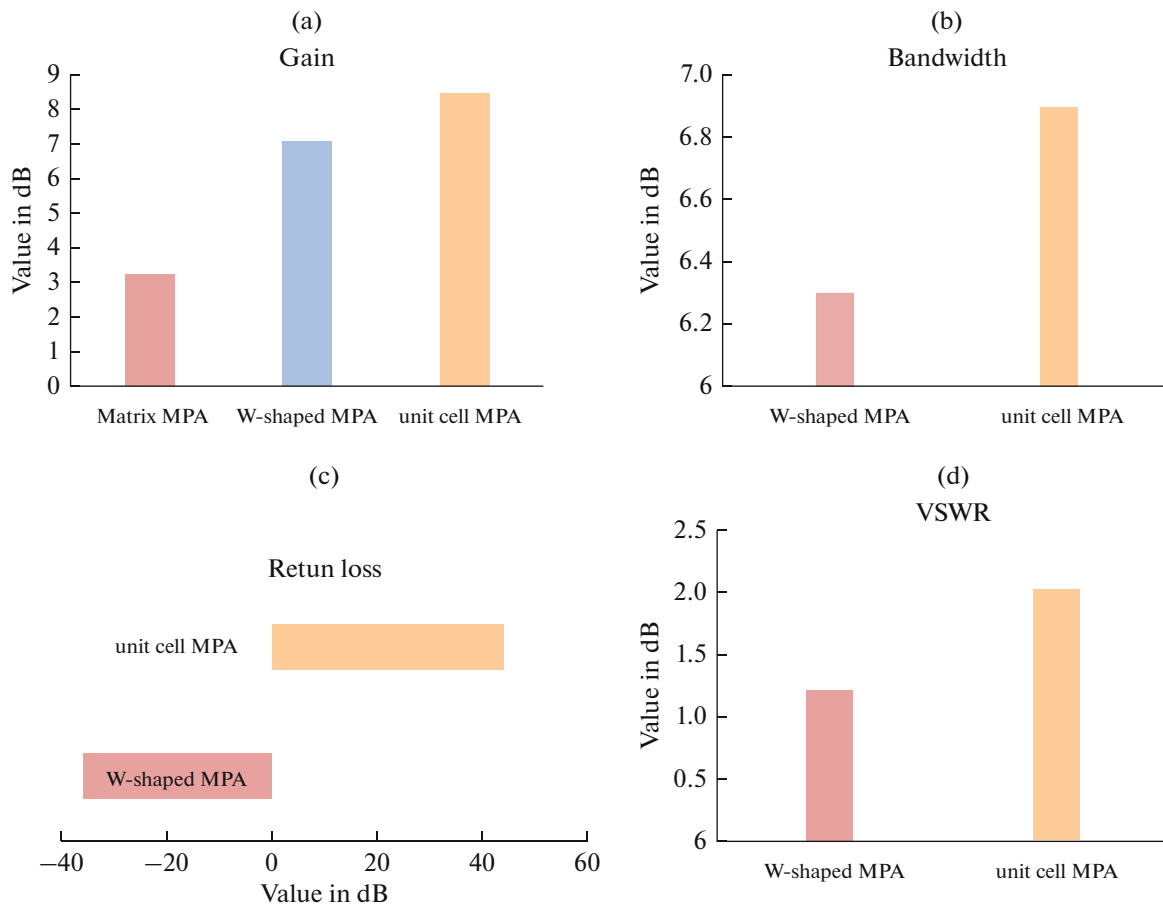 (a)
Gain
Value in dB
9
8
7
6
5
4
3
2
1
0
Matrix MPA
W-shaped MPA
unit cell MPA
(b)
Bandwidth
Value in dB
7.0
6.8
6.6
6.4
6.2
6
W-shaped MPA
unit cell MPA
(c)
Retun loss
unit cell MPA
W-shaped MPA
−40
−20
0
20
40
60
Value in dB
(d)
VSWR
Value in dB
2.5
2.0
1.5
1.0
0.5
6
W-shaped MPA
unit cell MPA